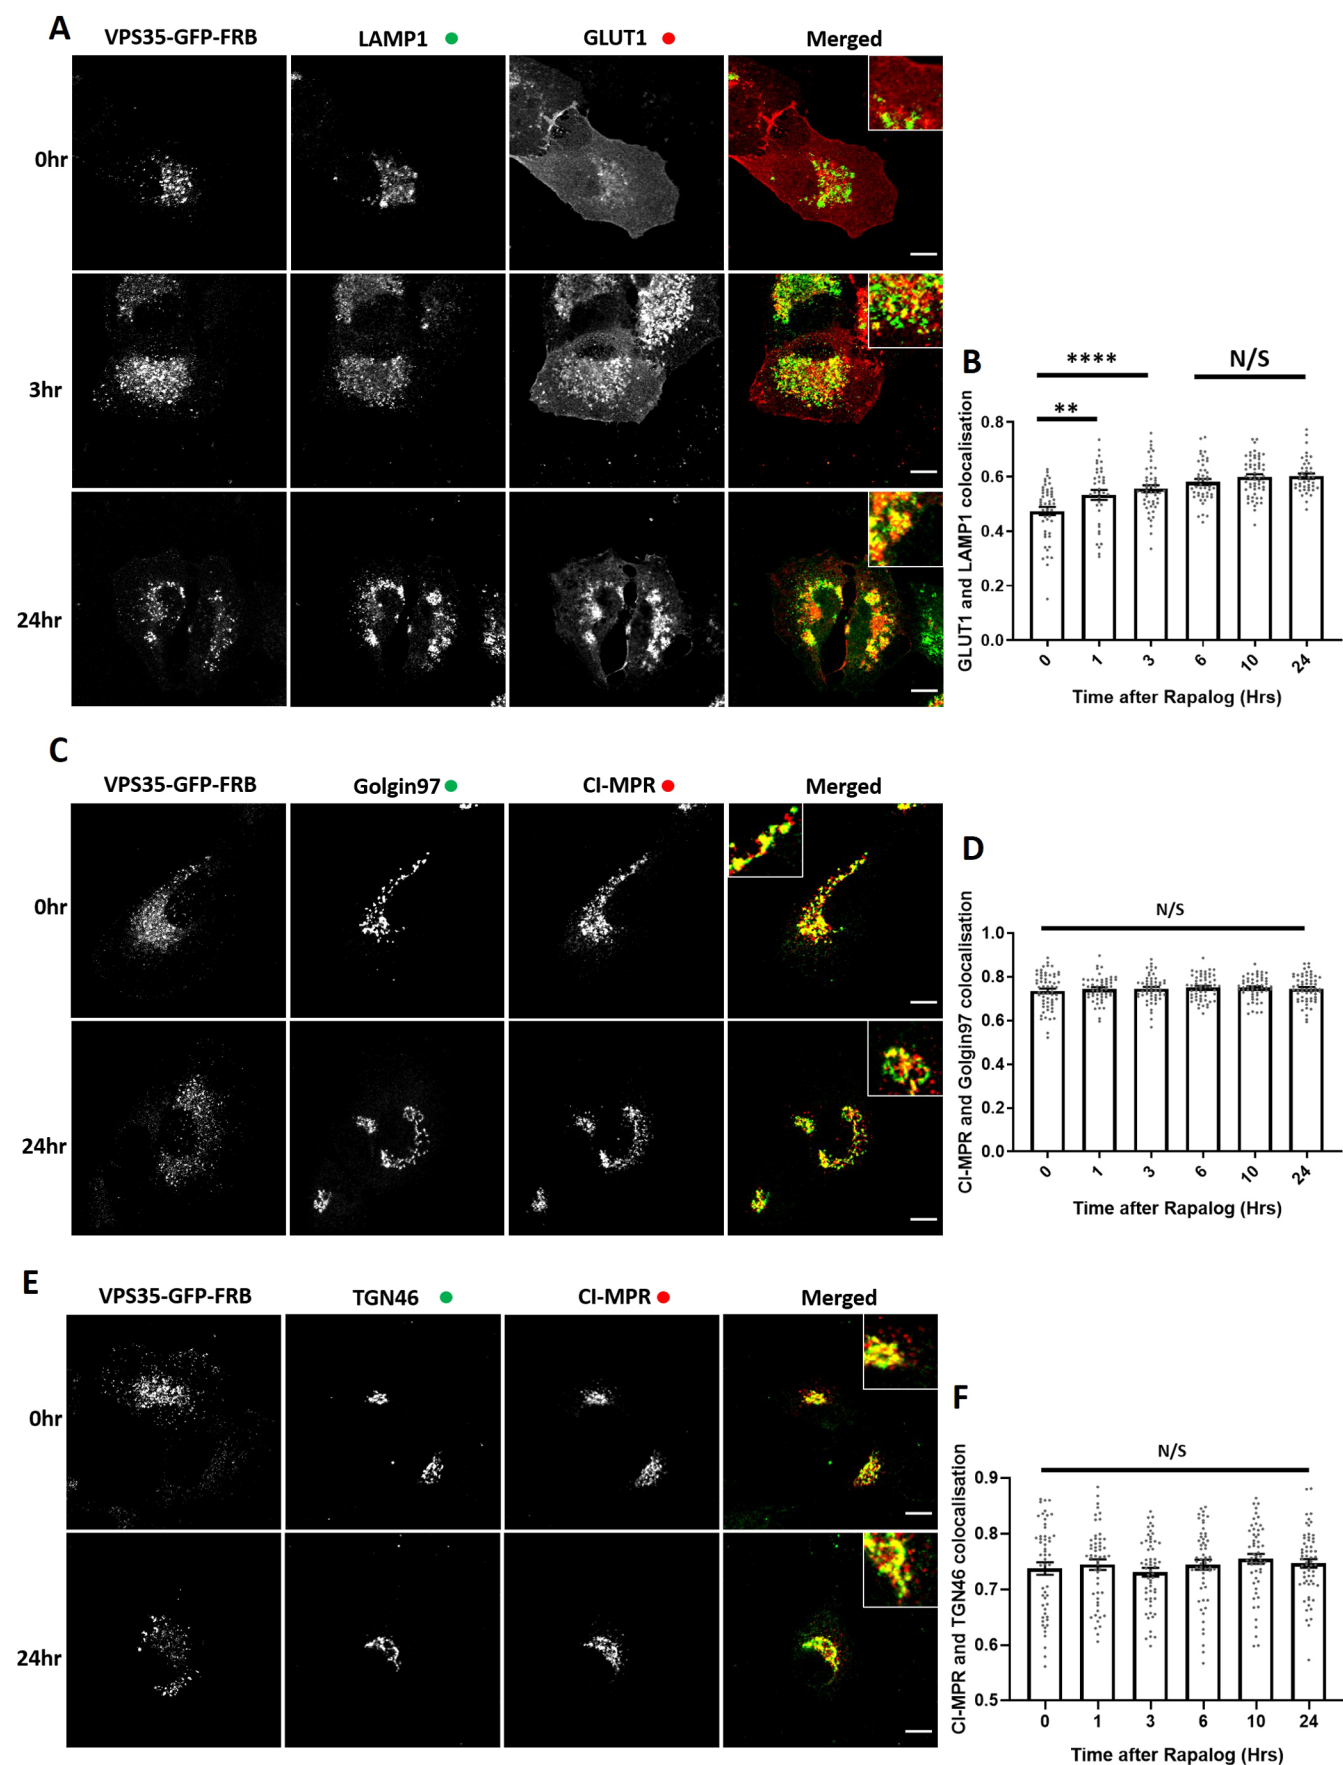 A
VPS35-GFP-FRB LAMP1 GLUT1 Merged
0hr
3hr
24hr
B
**** N/S
**
GLUT1 and LAMP1 colocalisation
0.8
0.6
0.4
0.2
0.0
0 1 3 6 10 24
Time after Rapalog (Hrs)
C
VPS35-GFP-FRB Golgin97 CI-MPR Merged
0hr
24hr
D
N/S
CI-MPR and Golgin97 colocalisation
1.0
0.8
0.6
0.4
0.2
0.0
0 1 3 6 10 24
Time after Rapalog (Hrs)
E
VPS35-GFP-FRB TGN46 CI-MPR Merged
0hr
24hr
F
N/S
CI-MPR and TGN46 colocalisation
0.9
0.8
0.7
0.6
0.5
0 1 3 6 10 24
Time after Rapalog (Hrs)